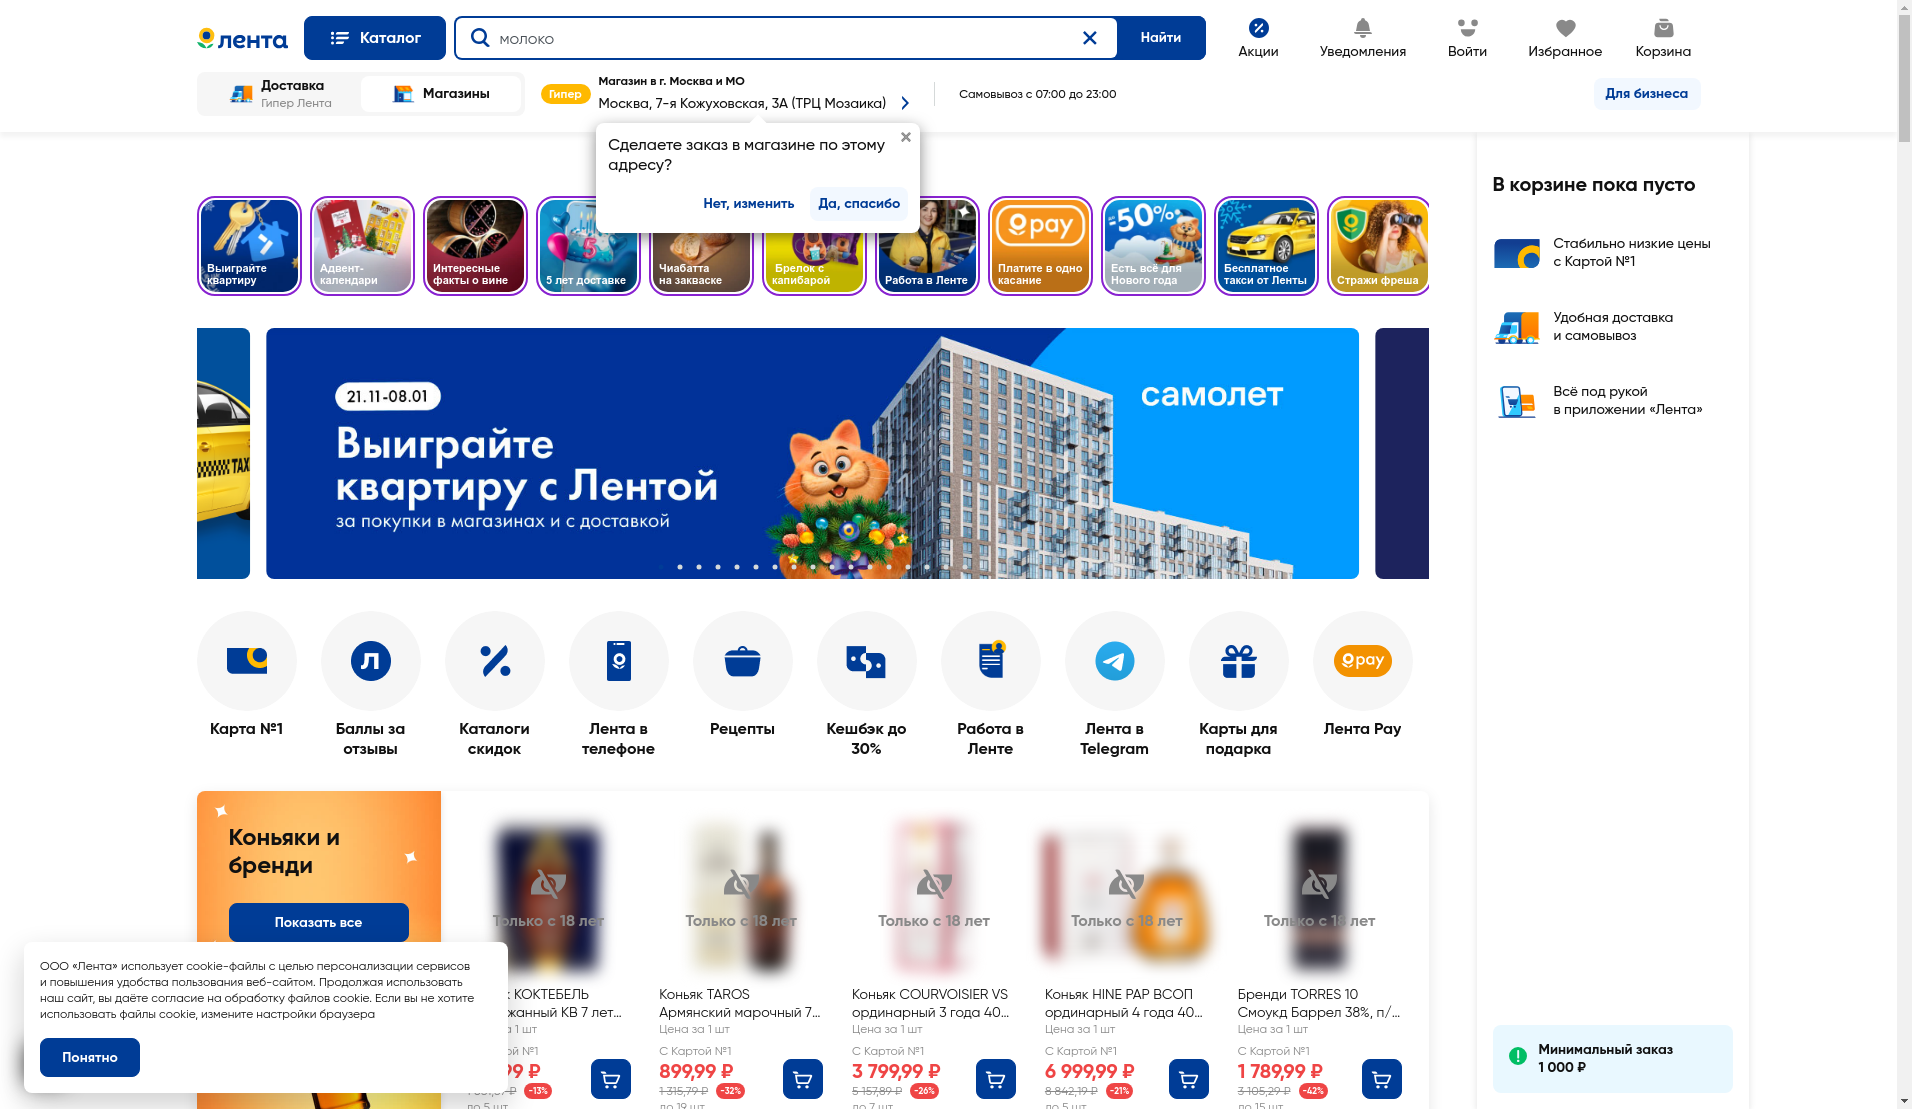 лента
Каталог
молоко
Найти
Акции
Уведомления
Войти
Избранное
Корзина
Доставка
Гипер Лента
Магазины
Гипер
Магазин в г. Москва и МО
Москва, 7-я Кожуховская, 3А (ТРЦ Мозаика)
Самовывоз с 07:00 до 23:00
Для бизнеса
Сделаете заказ в магазине по этому
адресу?
Нет, изменить
Да, спасибо
Выиграйте
квартиру
Адвент-
календари
Интересные
факты о вине
5 лет доставке
Чиабатта
на закваске
Брелок с
капибарой
Работа в Ленте
pay
Платите в одно
касание
-50%
Есть всё для
Нового года
Бесплатное
такси от Ленты
Стражи фреша
В корзине пока пусто
Стабильно низкие цены
с Картой №1
Удобная доставка
и самовывоз
Всё под рукой
в приложении «Лента»
TAXI
21.11-08.01
Выиграйте
квартиру с Лентой
за покупки в магазинах и с доставкой
самолет
Карта №1
Баллы за
отзывы
Каталоги
скидок
Лента в
телефоне
Рецепты
Кешбэк до
30%
Работа в
Ленте
Лента в
Telegram
Карты для
подарка
pay
Лента Pay
Коньяки и
бренди
Показать все
Только с 18 лет
Только с 18 лет
Только с 18 лет
Только с 18 лет
Только с 18 лет
КОКТЕБЕЛЬ
КВ 7 лет...
а 1 шт
ой №1
99 ₽
-13%
до 5 шт
Коньяк TAROS
Армянский марочный 7...
Цена за 1 шт
С Картой №1
899,99 ₽
1 315,79 ₽
-32%
до 19 шт
Коньяк COURVOISIER VS
ординарный 3 года 40...
Цена за 1 шт
С Картой №1
3 799,99 ₽
5 157,89 ₽
-26%
до 7 шт
Коньяк HINE РАР ВСОП
ординарный 4 года 40...
Цена за 1 шт
С Картой №1
6 999,99 ₽
8 842,19 ₽
-21%
до 5 шт
Бренди TORRES 10
Смоукд Баррел 38%, п/...
Цена за 1 шт
С Картой №1
1 789,99 ₽
3 105,29 ₽
-42%
до 15 шт
ООО «Лента» использует cookie-файлы с целью персонализации сервисов
и повышения удобства пользования веб-сайтом. Продолжая использовать
наш сайт, вы даёте согласие на обработку файлов cookie. Если вы не хотите
использовать файлы cookie, измените настройки браузера
Понятно
Минимальный заказ
1 000 ₽